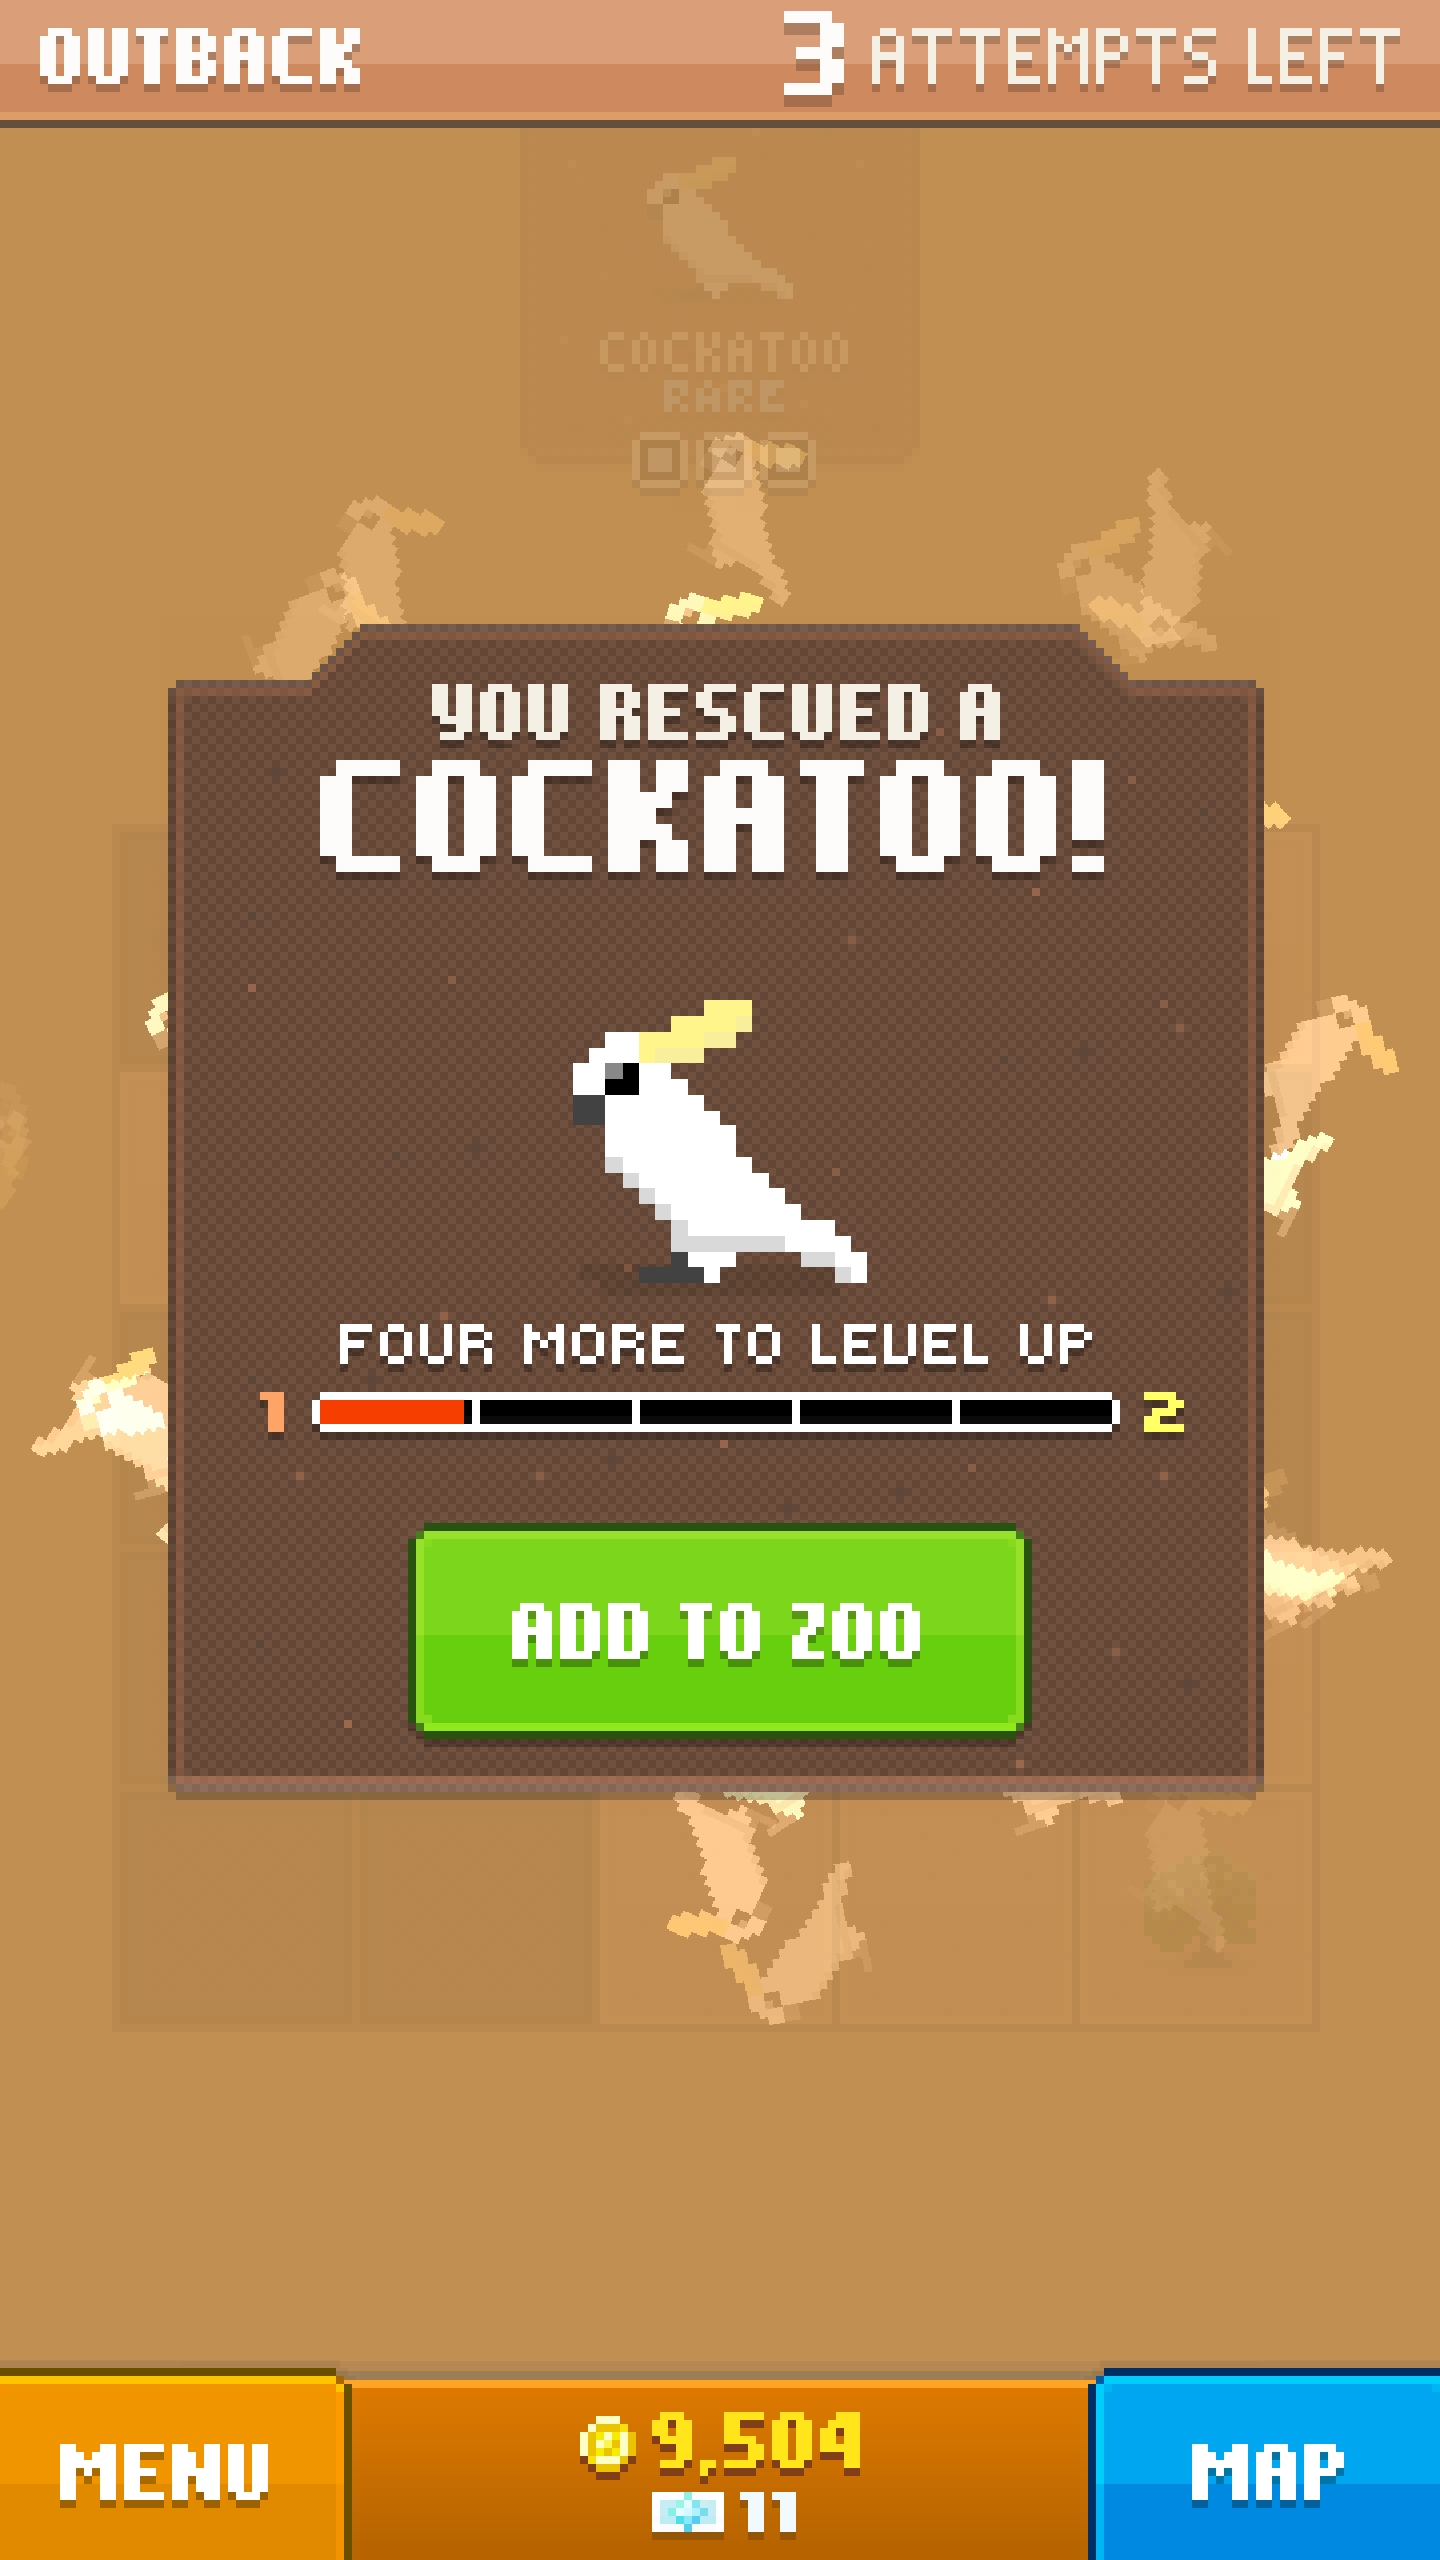 OUTBACK
3 ATTEMPTS LEFT
COCKATOO
RARE
YOU RESCUED A
COCKATOO!
FOUR MORE TO LEVEL UP
1 2
ADD TO ZOO
MENU
9,504
11
MAP